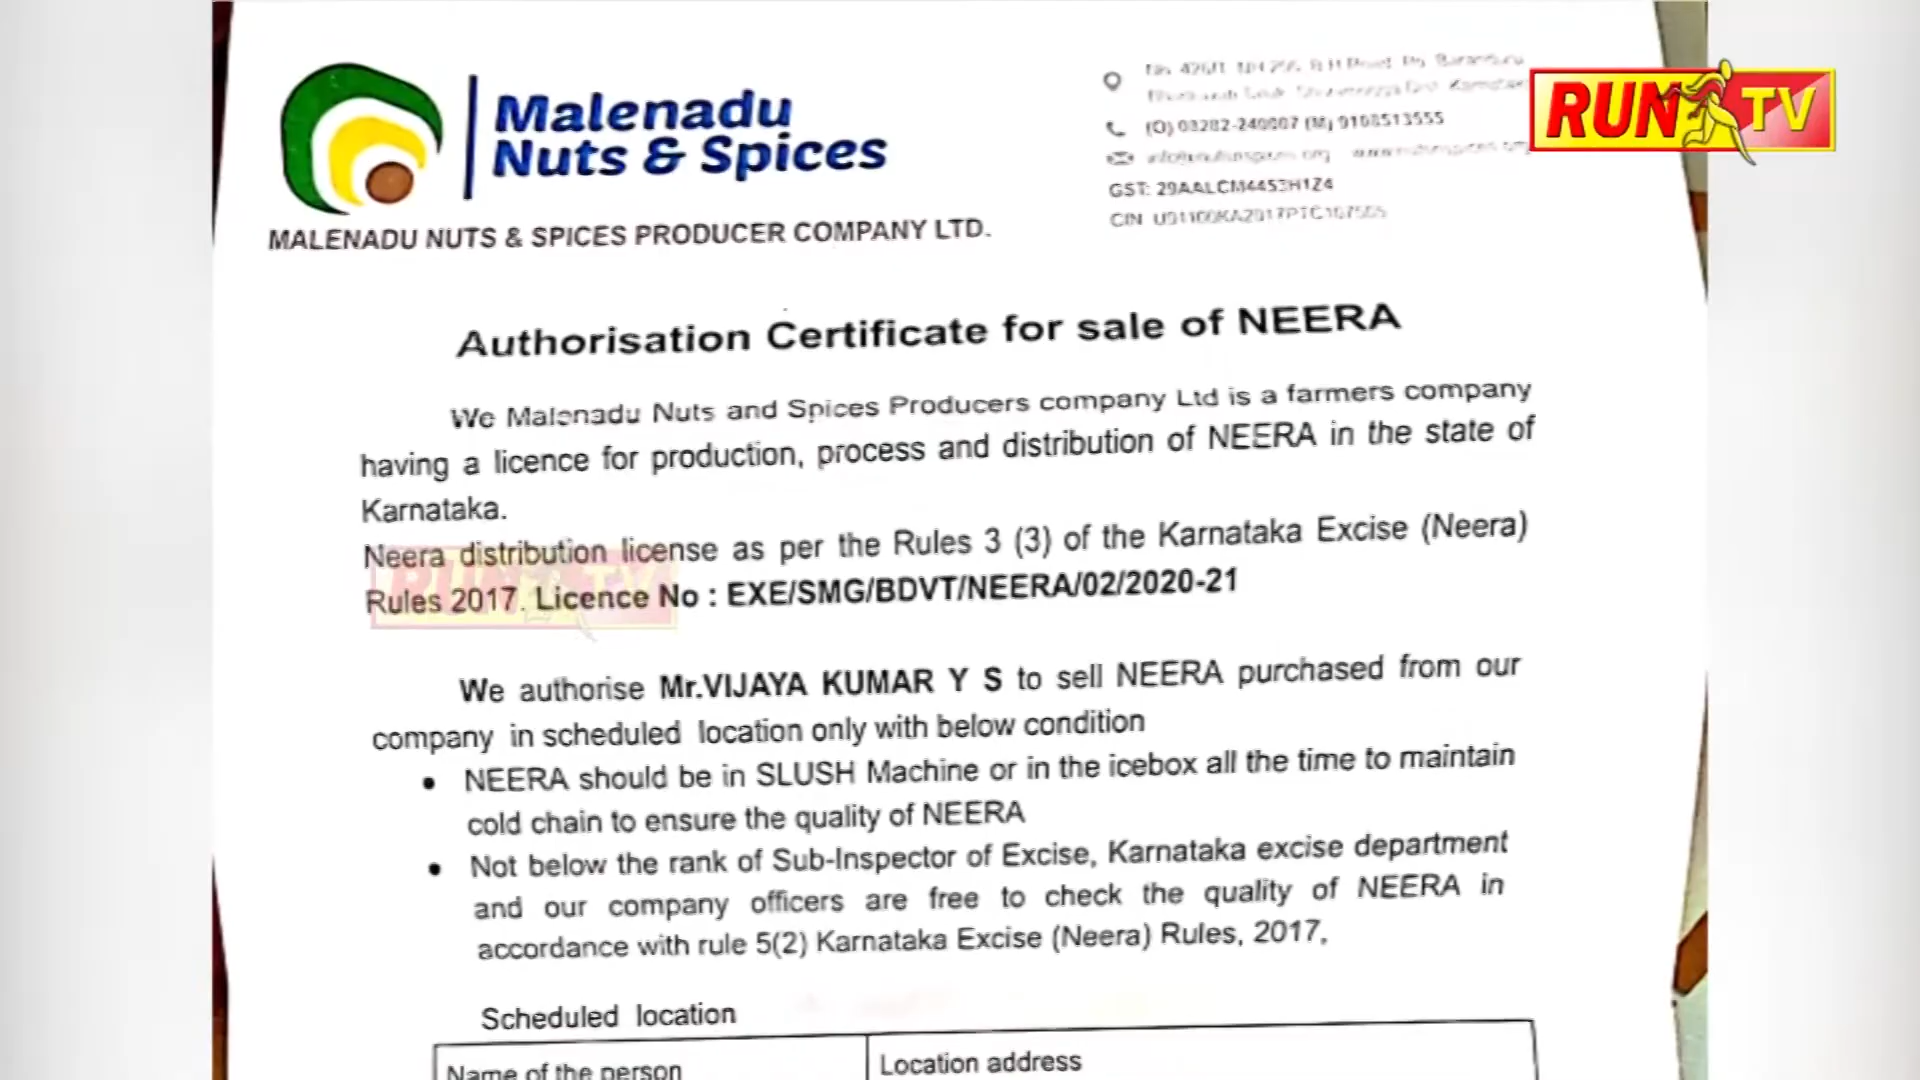 Malenadu
Nuts & Spices
MALENADU NUTS & SPICES PRODUCER COMPANY LTD.
(O) 08282-240007 (M) 9108513555
GST: 29AALCM4453H1Z4
CIN
RUN TV
Authorisation Certificate for sale of NEERA
We Malenadu Nuts and Spices Producers company Ltd is a farmers company
having a licence for production, process and distribution of NEERA in the state of
Karnataka.
Neera distribution license as per the Rules 3 (3) of the Karnataka Excise (Neera)
Rules 2017. Licence No : EXE/SMG/BDVT/NEERA/02/2020-21
RUN TV
We authorise Mr.VIJAYA KUMAR Y S to sell NEERA purchased from our
company in scheduled location only with below condition
• NEERA should be in SLUSH Machine or in the icebox all the time to maintain
cold chain to ensure the quality of NEERA
• Not below the rank of Sub-Inspector of Excise, Karnataka excise department
and our company officers are free to check the quality of NEERA in
accordance with rule 5(2) Karnataka Excise (Neera) Rules, 2017,
Scheduled location
Name of the person
Location address